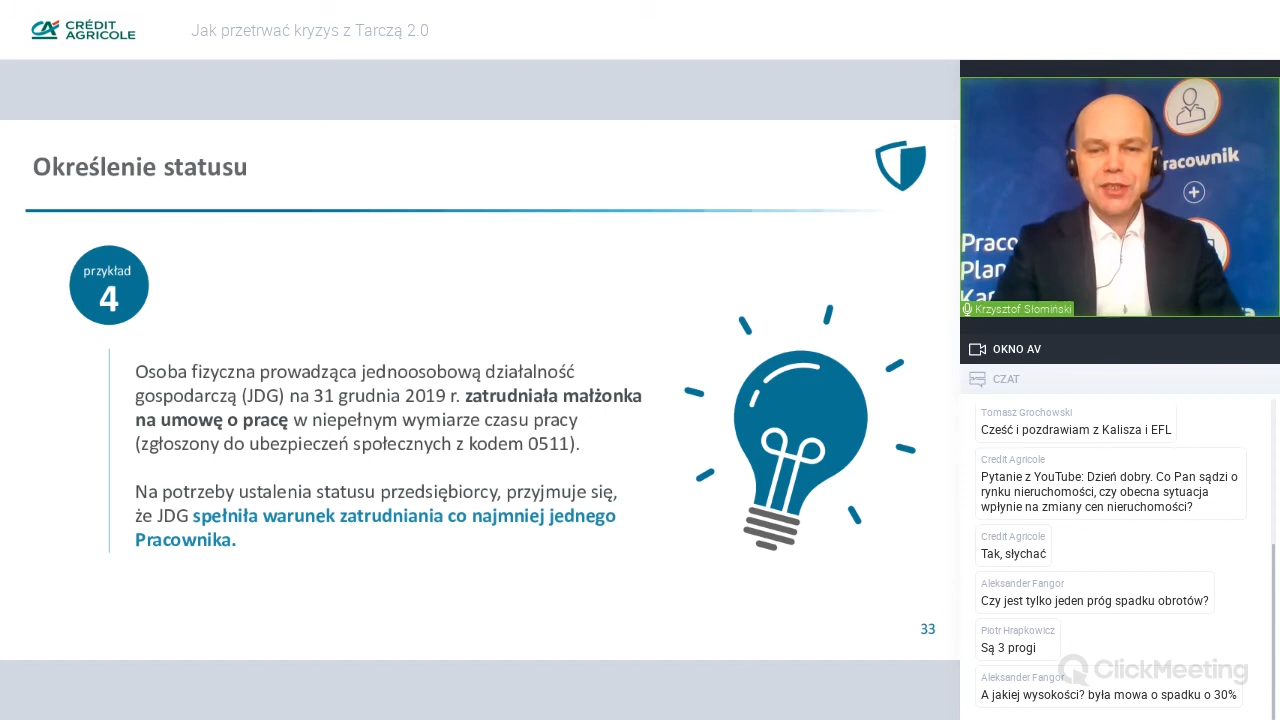 CRÉDIT
AGRICOLE
Jak przetrwać kryzys z Tarczą 2.0
Określenie statusu
przykład
4
Osoba fizyczna prowadząca jednoosobową działalność
gospodarczą (JDG) na 31 grudnia 2019 r. zatrudniała małżonka
na umowę o pracę w niepełnym wymiarze czasu pracy
(zgłoszony do ubezpieczeń społecznych z kodem 0511).
Na potrzeby ustalenia statusu przedsiębiorcy, przyjmuje się,
że JDG spełniła warunek zatrudniania co najmniej jednego
Pracownika.
33
racownik
Praco
Plan
Ka
Krzysztof Słomiński
OKNO AV
CZAT
Tomasz Grochowski
Cześć i pozdrawiam z Kalisza i EFL
Credit Agricole
Pytanie z YouTube: Dzień dobry. Co Pan sądzi o
rynku nieruchomości, czy obecna sytuacja
wpłynie na zmiany cen nieruchomości?
Credit Agricole
Tak, słychać
Aleksander Fangor
Czy jest tylko jeden próg spadku obrotów?
Piotr Hrapkowicz
Są 3 progi
ClickMeeting
Aleksander Fangor
A jakiej wysokości? była mowa o spadku o 30%